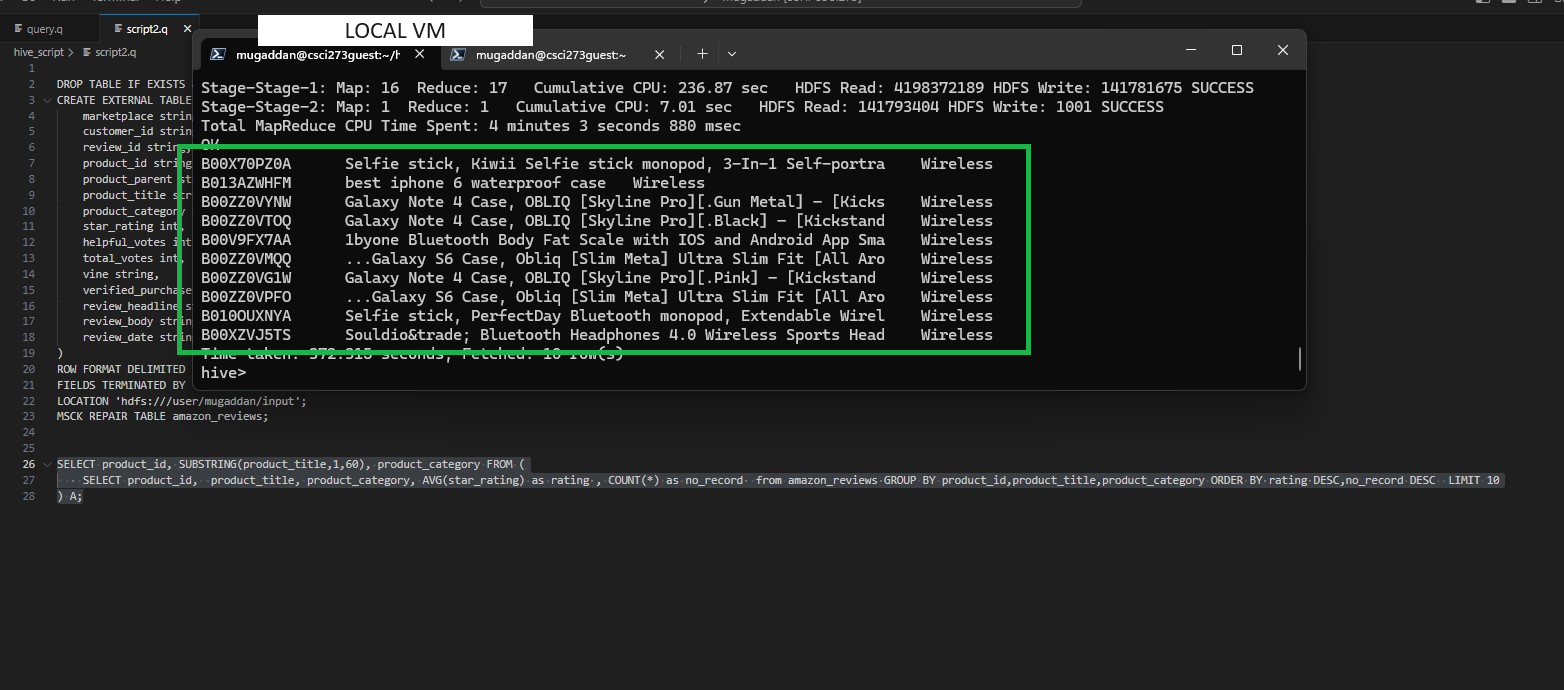 query.q
script2.q
LOCAL VM
mugaddan@csci273guest:~/h
mugaddan@csci273guest:~
hive_script > script2.q
1
2 DROP TABLE IF EXISTS
3 CREATE EXTERNAL TABLE
4 marketplace strin
5 customer_id strin
6 review_id string,
7 product_id string
8 product_parent st
9 product_title str
10 product_category
11 star_rating int,
12 helpful_votes int
13 total_votes int,
14 vine string,
15 verified_purchase
16 review_headline s
17 review_body strin
18 review_date strin
19 )
20 ROW FORMAT DELIMITED
21 FIELDS TERMINATED BY
22 LOCATION 'hdfs:///user/mugaddan/input';
23 MSCK REPAIR TABLE amazon_reviews;
24
25
26 SELECT product_id, SUBSTRING(product_title,1,60), product_category FROM (
27 SELECT product_id, product_title, product_category, AVG(star_rating) as rating , COUNT(*) as no_record from amazon_reviews GROUP BY product_id,product_title,product_category ORDER BY rating DESC,no_record DESC LIMIT 10
28 ) A;
Stage-Stage-1: Map: 16 Reduce: 17 Cumulative CPU: 236.87 sec HDFS Read: 4198372189 HDFS Write: 141781675 SUCCESS
Stage-Stage-2: Map: 1 Reduce: 1 Cumulative CPU: 7.01 sec HDFS Read: 141793404 HDFS Write: 1001 SUCCESS
Total MapReduce CPU Time Spent: 4 minutes 3 seconds 880 msec
OK
B00X70PZ0A Selfie stick, Kiwii Selfie stick monopod, 3-In-1 Self-portra Wireless
B013AZWHFM best iphone 6 waterproof case Wireless
B00ZZ0VYNW Galaxy Note 4 Case, OBLIQ [Skyline Pro][.Gun Metal] - [Kicks Wireless
B00ZZ0VTOQ Galaxy Note 4 Case, OBLIQ [Skyline Pro][.Black] - [Kickstand Wireless
B00V9FX7AA 1byone Bluetooth Body Fat Scale with IOS and Android App Sma Wireless
B00ZZ0VMQQ ...Galaxy S6 Case, Obliq [Slim Meta] Ultra Slim Fit [All Aro Wireless
B00ZZ0VG1W Galaxy Note 4 Case, OBLIQ [Skyline Pro][.Pink] - [Kickstand Wireless
B00ZZ0VPFO ...Galaxy S6 Case, Obliq [Slim Meta] Ultra Slim Fit [All Aro Wireless
B010OUXNYA Selfie stick, PerfectDay Bluetooth monopod, Extendable Wirel Wireless
B00XZVJ5TS Souldio&trade; Bluetooth Headphones 4.0 Wireless Sports Head Wireless
Time taken: 372.315 seconds, Fetched: 10 row(s)
hive>